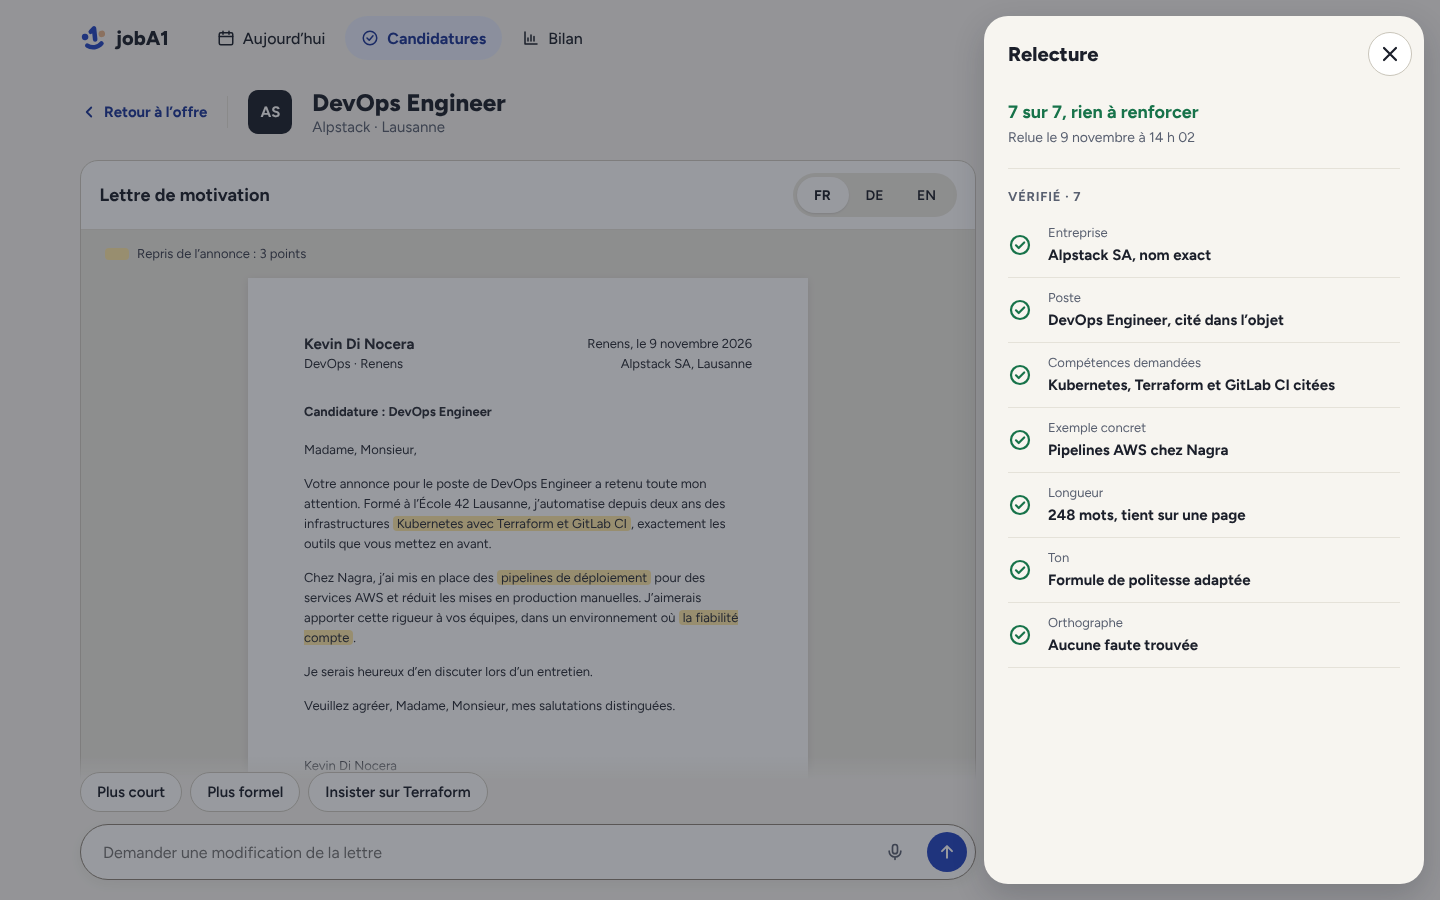 jobA1
Aujourd’hui
Candidatures
Bilan
Retour à l’offre
AS
DevOps Engineer
Alpstack · Lausanne
Lettre de motivation
FR
DE
EN
Repris de l’annonce : 3 points
Kevin Di Nocera
DevOps · Renens
Renens, le 9 novembre 2026
Alpstack SA, Lausanne
Candidature : DevOps Engineer
Madame, Monsieur,
Votre annonce pour le poste de DevOps Engineer a retenu toute mon
attention. Formé à l’École 42 Lausanne, j’automatise depuis deux ans des
infrastructures Kubernetes avec Terraform et GitLab CI, exactement les
outils que vous mettez en avant.
Chez Nagra, j’ai mis en place des pipelines de déploiement pour des
services AWS et réduit les mises en production manuelles. J’aimerais
apporter cette rigueur à vos équipes, dans un environnement où la fiabilité
compte.
Je serais heureux d’en discuter lors d’un entretien.
Veuillez agréer, Madame, Monsieur, mes salutations distinguées.
Kevin Di Nocera
Plus court
Plus formel
Insister sur Terraform
Demander une modification de la lettre
Relecture
7 sur 7, rien à renforcer
Relue le 9 novembre à 14 h 02
VÉRIFIÉ · 7
Entreprise
Alpstack SA, nom exact
Poste
DevOps Engineer, cité dans l’objet
Compétences demandées
Kubernetes, Terraform et GitLab CI citées
Exemple concret
Pipelines AWS chez Nagra
Longueur
248 mots, tient sur une page
Ton
Formule de politesse adaptée
Orthographe
Aucune faute trouvée